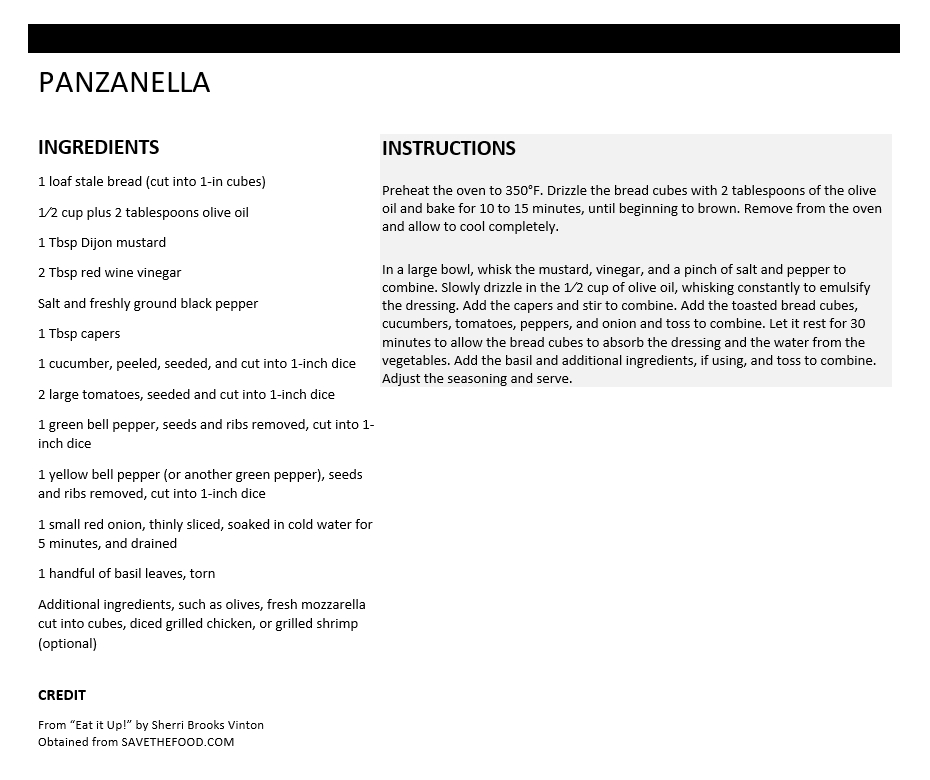 PANZANELLA
INGREDIENTS
1 loaf stale bread (cut into 1-in cubes)
1⁄2 cup plus 2 tablespoons olive oil
1 Tbsp Dijon mustard
2 Tbsp red wine vinegar
Salt and freshly ground black pepper
1 Tbsp capers
1 cucumber, peeled, seeded, and cut into 1-inch dice
2 large tomatoes, seeded and cut into 1-inch dice
1 green bell pepper, seeds and ribs removed, cut into 1-
inch dice
1 yellow bell pepper (or another green pepper), seeds
and ribs removed, cut into 1-inch dice
1 small red onion, thinly sliced, soaked in cold water for
5 minutes, and drained
1 handful of basil leaves, torn
Additional ingredients, such as olives, fresh mozzarella
cut into cubes, diced grilled chicken, or grilled shrimp
(optional)
CREDIT
From “Eat it Up!” by Sherri Brooks Vinton
Obtained from SAVETHEFOOD.COM
INSTRUCTIONS
Preheat the oven to 350°F. Drizzle the bread cubes with 2 tablespoons of the olive
oil and bake for 10 to 15 minutes, until beginning to brown. Remove from the oven
and allow to cool completely.
In a large bowl, whisk the mustard, vinegar, and a pinch of salt and pepper to
combine. Slowly drizzle in the 1⁄2 cup of olive oil, whisking constantly to emulsify
the dressing. Add the capers and stir to combine. Add the toasted bread cubes,
cucumbers, tomatoes, peppers, and onion and toss to combine. Let it rest for 30
minutes to allow the bread cubes to absorb the dressing and the water from the
vegetables. Add the basil and additional ingredients, if using, and toss to combine.
Adjust the seasoning and serve.